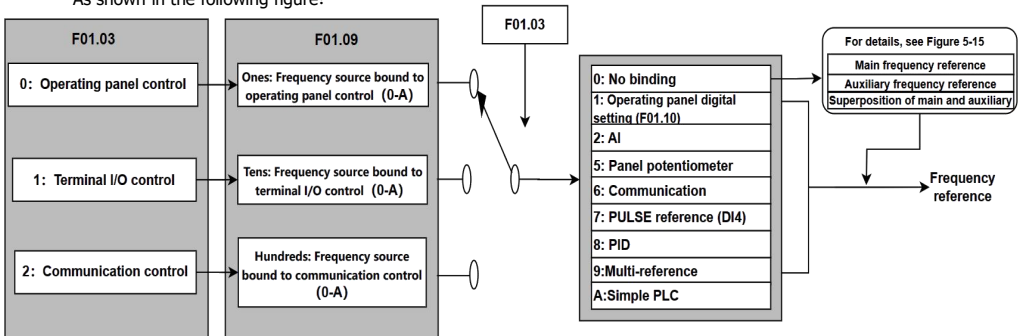 As shown in the following figure:
F01.03
F01.09
F01.03
0: Operating panel control
Ones: Frequency source bound to
operating panel control (0-A)
1: Terminal I/O control
Tens: Frequency source bound to
terminal I/O control (0-A)
2: Communication control
Hundreds: Frequency source
bound to communication control
(0-A)
0: No binding
1: Operating panel digital
setting (F01.10)
2: AI
5: Panel potentiometer
6: Communication
7: PULSE reference (DI4)
8: PID
9:Multi-reference
A:Simple PLC
For details, see Figure 5-15
Main frequency reference
Auxiliary frequency reference
Superposition of main and auxiliary
Frequency
reference